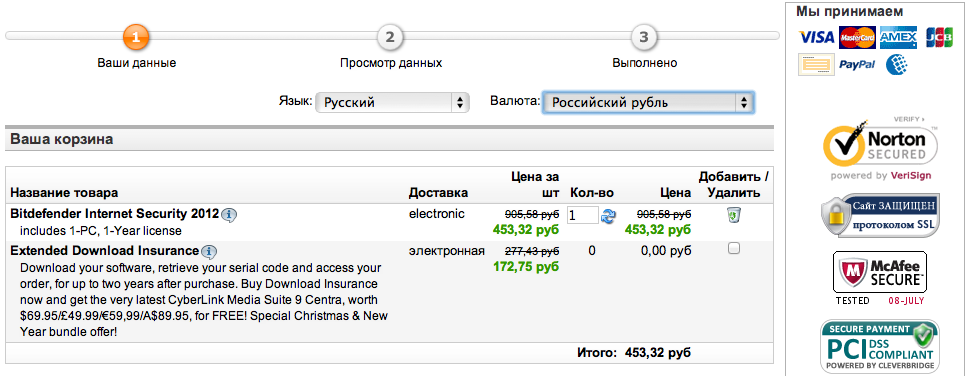 1
2
3
Ваши данные
Просмотр данных
Выполнено
Язык: Русский
Валюта: Российский рубль
Ваша корзина
Название товара
Доставка
Цена за шт
Кол-во
Цена
Добавить / Удалить
Bitdefender Internet Security 2012
includes 1-PC, 1-Year license
electronic
905,58 руб
453,32 руб
1
905,58 руб
453,32 руб
Extended Download Insurance
Download your software, retrieve your serial code and access your
order, for up to two years after purchase. Buy Download Insurance
now and get the very latest CyberLink Media Suite 9 Centra, worth
$69.95/£49.99/€59,99/A$89.95, for FREE! Special Christmas & New
Year bundle offer!
электронная
277,43 руб
172,75 руб
0
0,00 руб
Итого: 453,32 руб
Мы принимаем
VISA
MasterCard
AMEX
JCB
PayPal
VERIFY
Norton
SECURED
powered by VeriSign
Сайт ЗАЩИЩЕН
протоколом SSL
McAfee
SECURE
TESTED 08-JULY
SECURE PAYMENT
PCI DSS
COMPLIANT
POWERED BY CLEVERBRIDGE